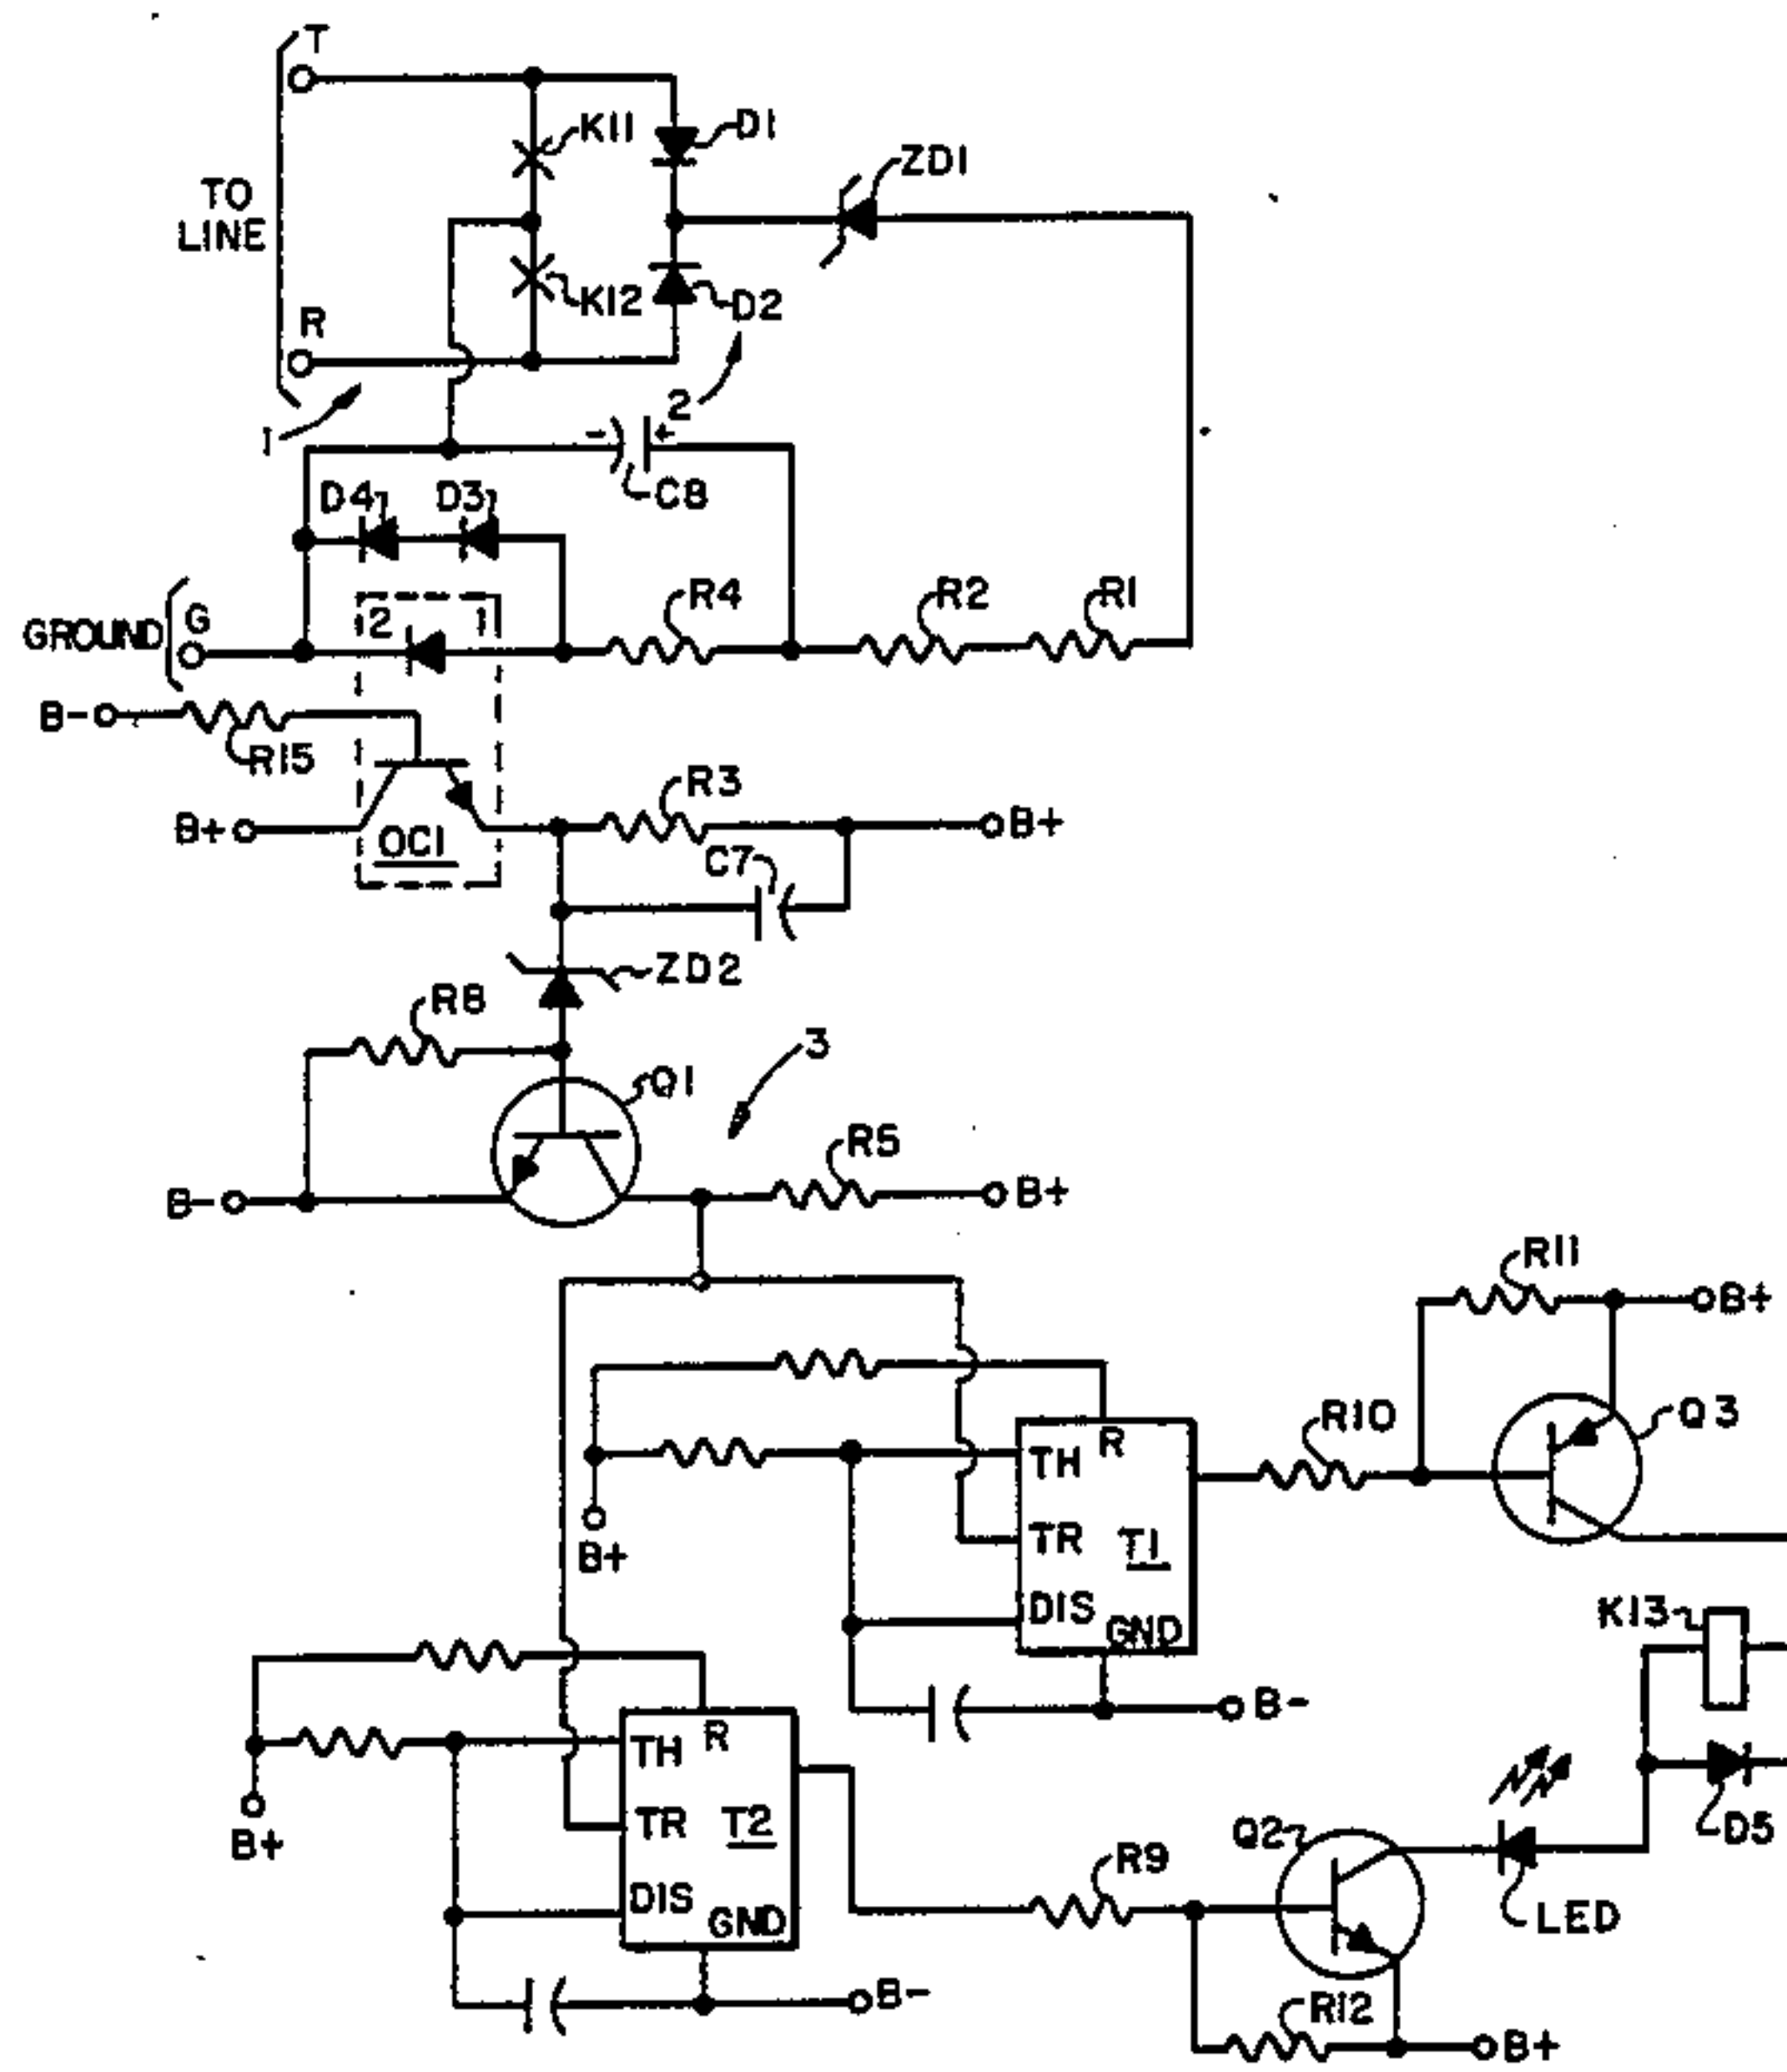 T
K11
D1
ZD1
TO
LINE
K12
D2
R
2
1
- +
C8
D4
D3
GROUND
G
2
1
R4
R2
R1
B-
R15
R3
B+
B+
OC1
C7
ZD2
R8
3
Q1
R5
B-
B+
R11
B+
R10
Q3
TH
R
TR
T1
B+
DIS
GND
K13
B-
TH
R
TR
T2
B+
D5
Q2
R9
DIS
GND
LED
B-
R12
B+